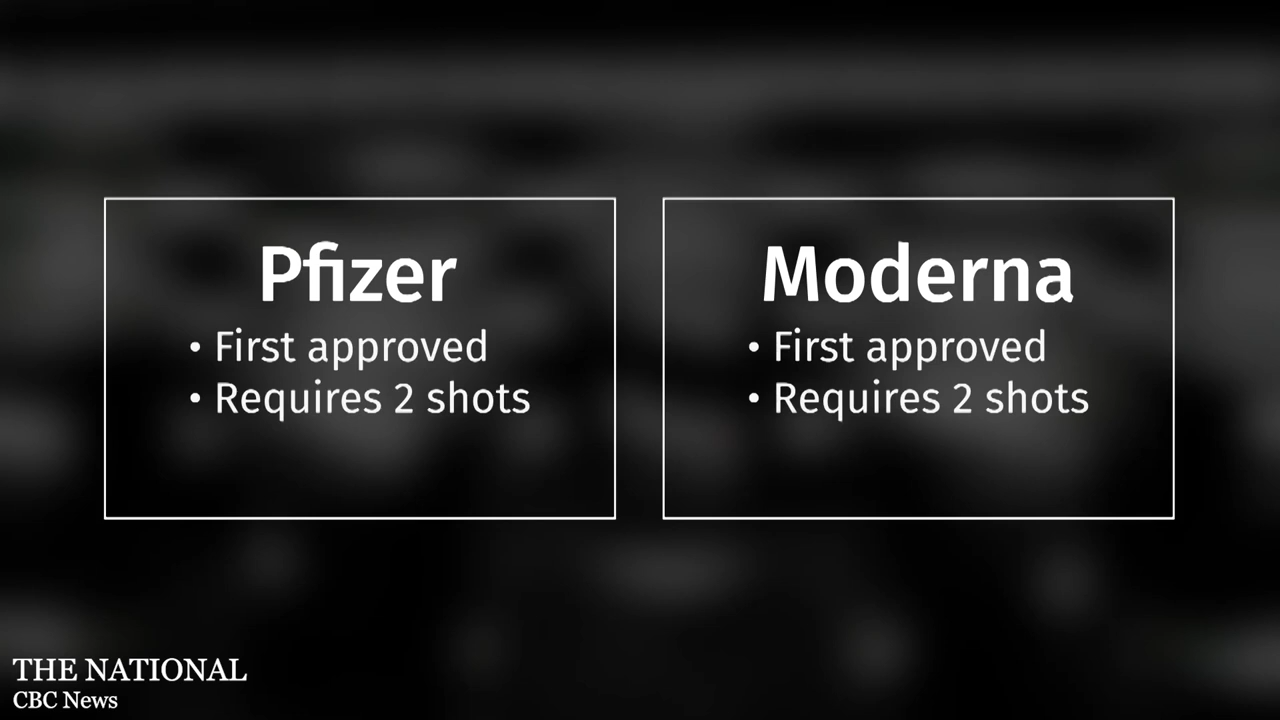 Pfizer
• First approved
• Requires 2 shots
Moderna
• First approved
• Requires 2 shots
THE NATIONAL
CBC News